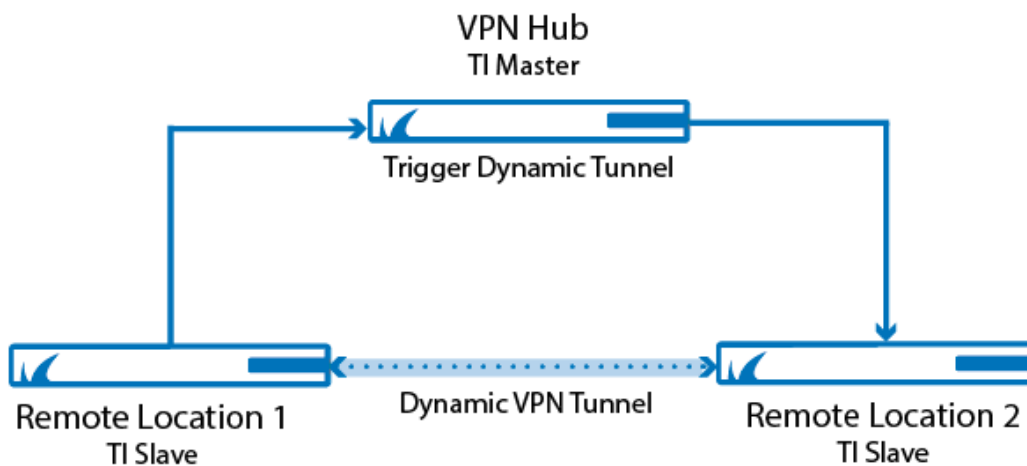 VPN Hub
TI Master
Trigger Dynamic Tunnel
Dynamic VPN Tunnel
Remote Location 1
TI Slave
Remote Location 2
TI Slave